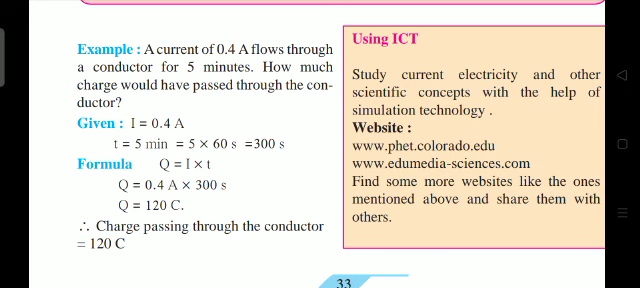 Example : A current of 0.4 A flows through
a conductor for 5 minutes. How much
charge would have passed through the con-
ductor?
Given : I = 0.4 A
t = 5 min = 5 × 60 s =300 s
Formula Q = I × t
Q = 0.4 A × 300 s
Q = 120 C.
∴ Charge passing through the conductor
= 120 C
Using ICT
Study current electricity and other
scientific concepts with the help of
simulation technology .
Website :
www.phet.colorado.edu
www.edumedia-sciences.com
Find some more websites like the ones
mentioned above and share them with
others.
33